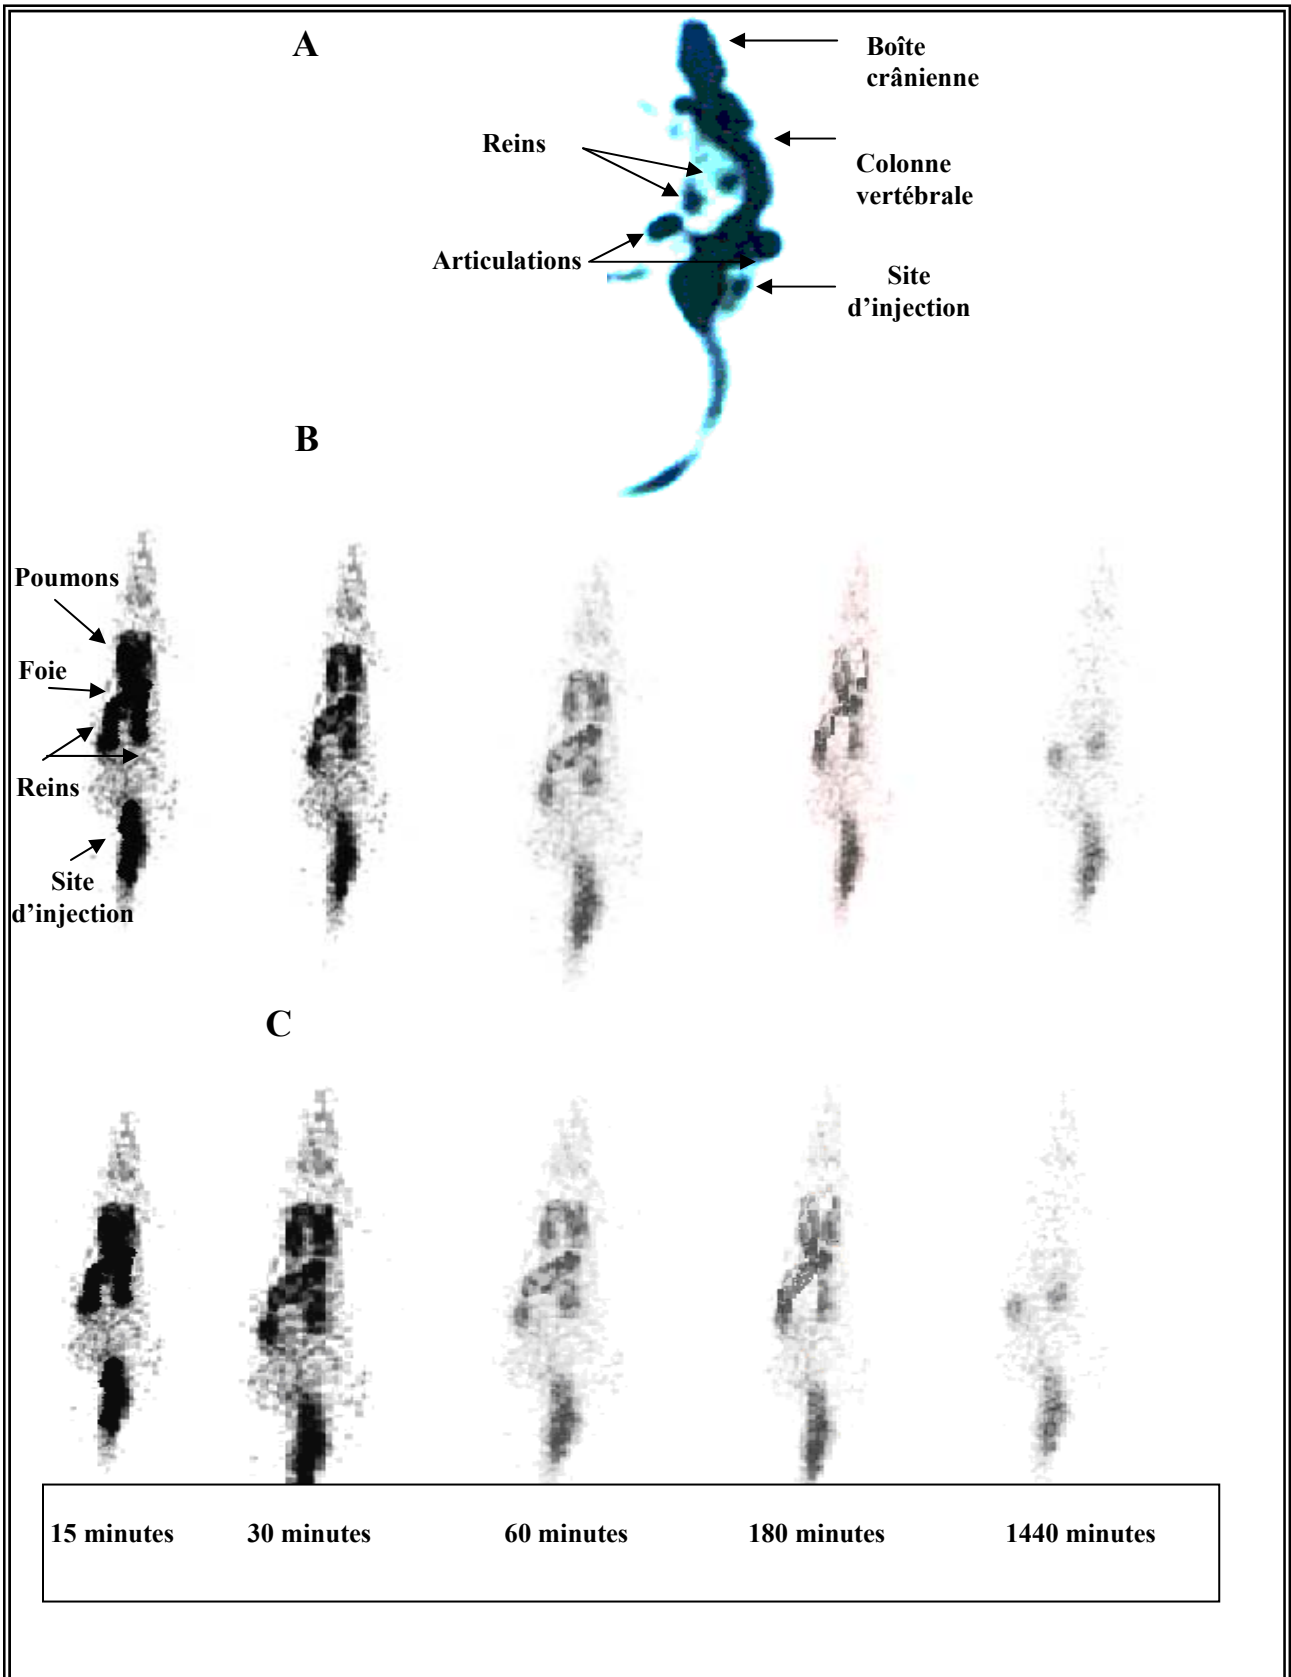 A
Boîte
crânienne
Reins
Colonne
vertébrale
Articulations
Site
d’injection
B
Poumons
Foie
Reins
Site
d’injection
C
15 minutes 30 minutes 60 minutes 180 minutes 1440 minutes